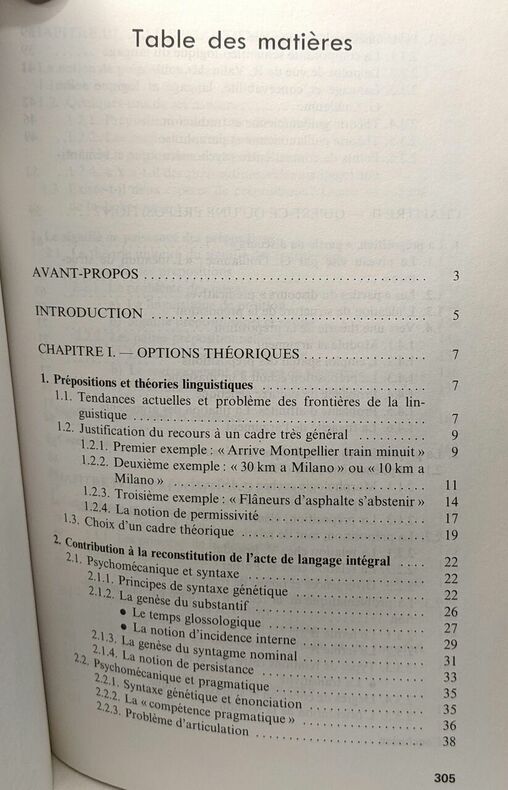 Table des matières
AVANT-PROPOS 3
INTRODUCTION 5
CHAPITRE I. — OPTIONS THÉORIQUES 7
1. Prépositions et théories linguistiques 7
1.1. Tendances actuelles et problème des frontières de la lin-
guistique 7
1.2. Justification du recours à un cadre très général 9
1.2.1. Premier exemple : « Arrive Montpellier train minuit » 9
1.2.2. Deuxième exemple : « 30 km a Milano » ou « 10 km a
Milano » 11
1.2.3. Troisième exemple : « Flâneurs d'asphalte s'abstenir » 14
1.2.4. La notion de permissivité 17
1.3. Choix d'un cadre théorique 19
2. Contribution à la reconstitution de l'acte de langage intégral 22
2.1. Psychomécanique et syntaxe 22
2.1.1. Principes de syntaxe génétique 22
2.1.2. La genèse du substantif 26
• Le temps glossologique 27
• La notion d'incidence interne 29
2.1.3. La genèse du syntagme nominal 31
2.1.4. La notion de persistance 33
2.2. Psychomécanique et pragmatique 35
2.2.1. Syntaxe génétique et énonciation 35
2.2.2. La « compétence pragmatique » 36
2.2.3. Problème d'articulation 38
305